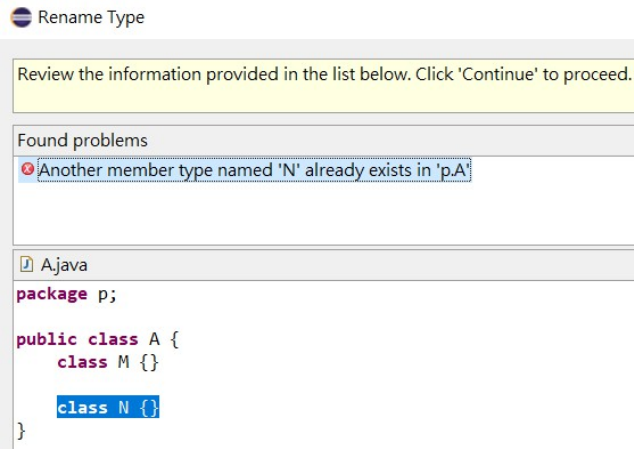 Rename Type
Review the information provided in the list below. Click 'Continue' to proceed.
Found problems
Another member type named 'N' already exists in 'p.A'
A.java
package p;
public class A {
class M {}
class N {}
}